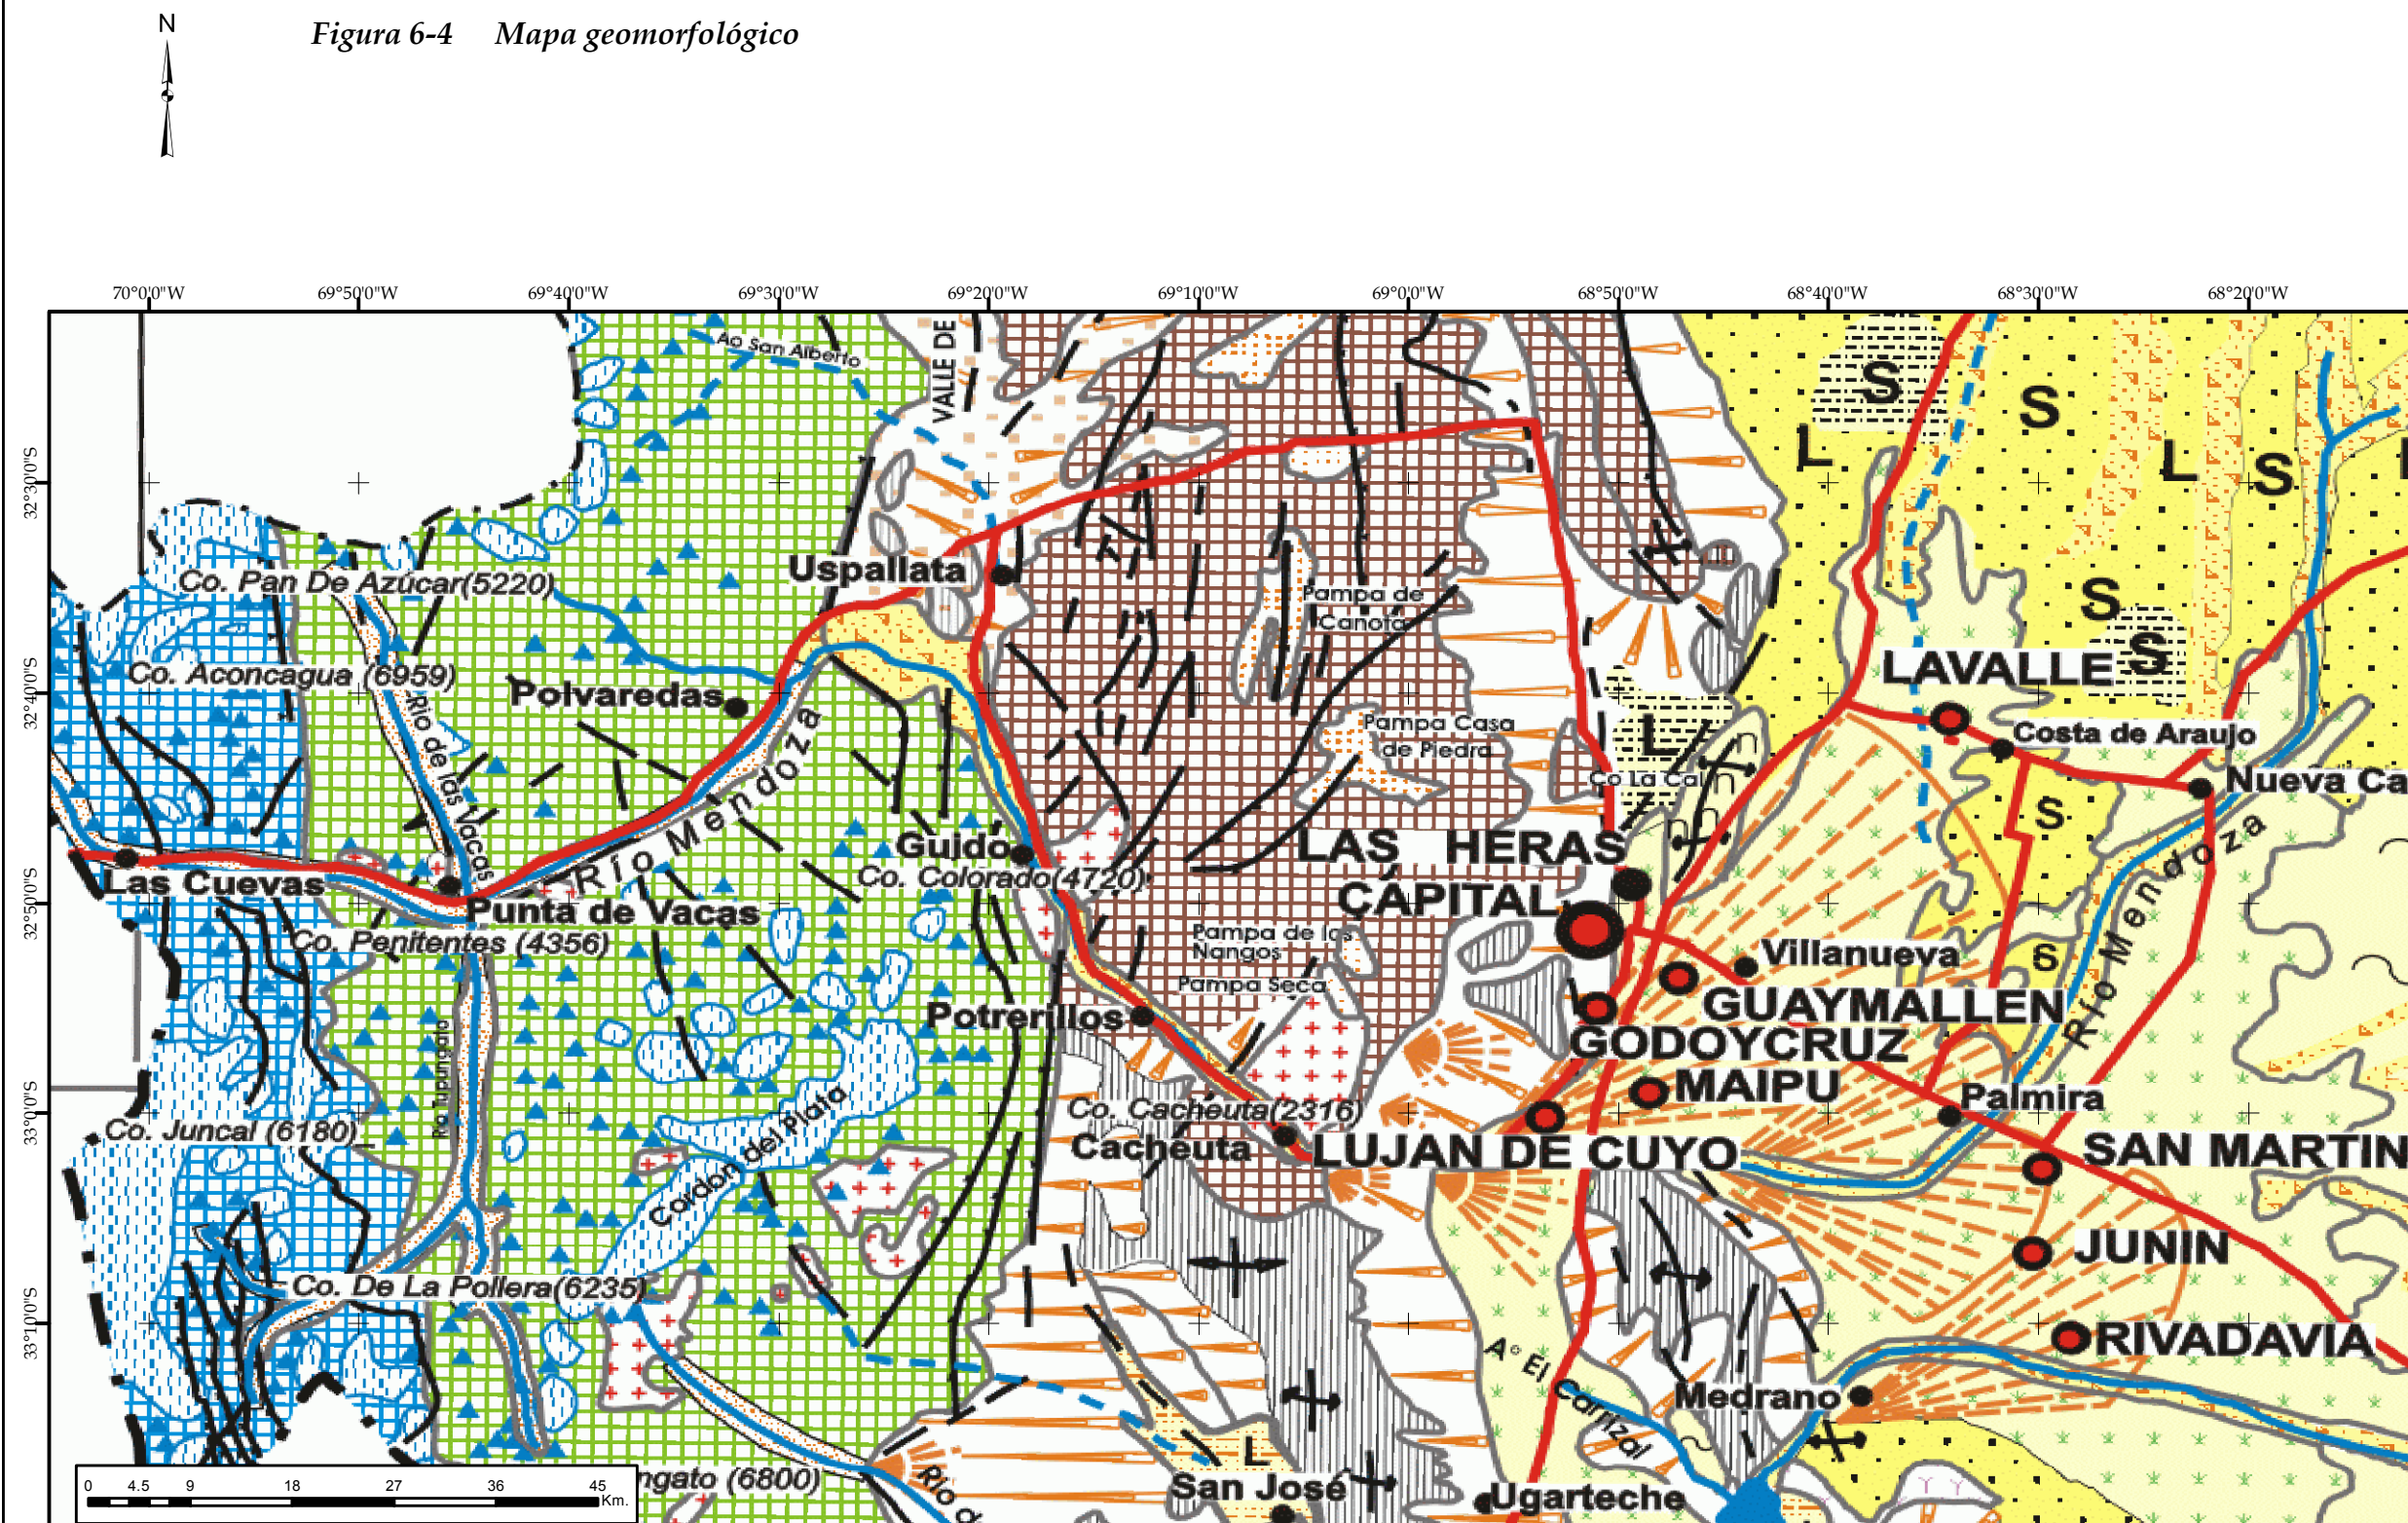 N
Figura 6-4 Mapa geomorfológico
70°0'0"W 69°50'0"W 69°40'0"W 69°30'0"W 69°20'0"W 69°10'0"W 69°0'0"W 68°50'0"W 68°40'0"W 68°30'0"W 68°20'0"W
Ao San Alberto
VALLE DE
S
S
L
L
S
32°30'0"S
Uspallata
Co. Pan De Azúcar(5220)
Pampa de
Canota
S
S
32°40'0"S
Co. Aconcagua (6959)
LAVALLE
Polvaredas
Río de las Vacas
Pampa Casa
de Piedra
L
n
Costa de Araujo
Co La Cal
n
Nueva Ca
Río Mendoza
S
n n
Guido
LAS HERAS
Co. Colorado(4720)
Las Cuevas
CAPITAL
32°50'0"S
Punta de Vacas
Co. Penitentes (4356)
Pampa de los
Nangos
Villanueva
S
Río Mendoza
Pampa Seca
Potrerillos
GUAYMALLEN
GODOYCRUZ
Río Tupungato
MAIPU
33°0'0"S
Co. Cacheuta(2316)
Palmira
Co. Juncal (6180)
Cacheuta
LUJAN DE CUYO
SAN MARTIN
Cordon del Plata
JUNIN
Co. De La Pollera(6235)
33°10'0"S
RIVADAVIA
A° El Carrizal
Medrano
L
0 4.5 9 18 27 36 45
Km.
ngato (6800)
Río d
San José
Ugarteche